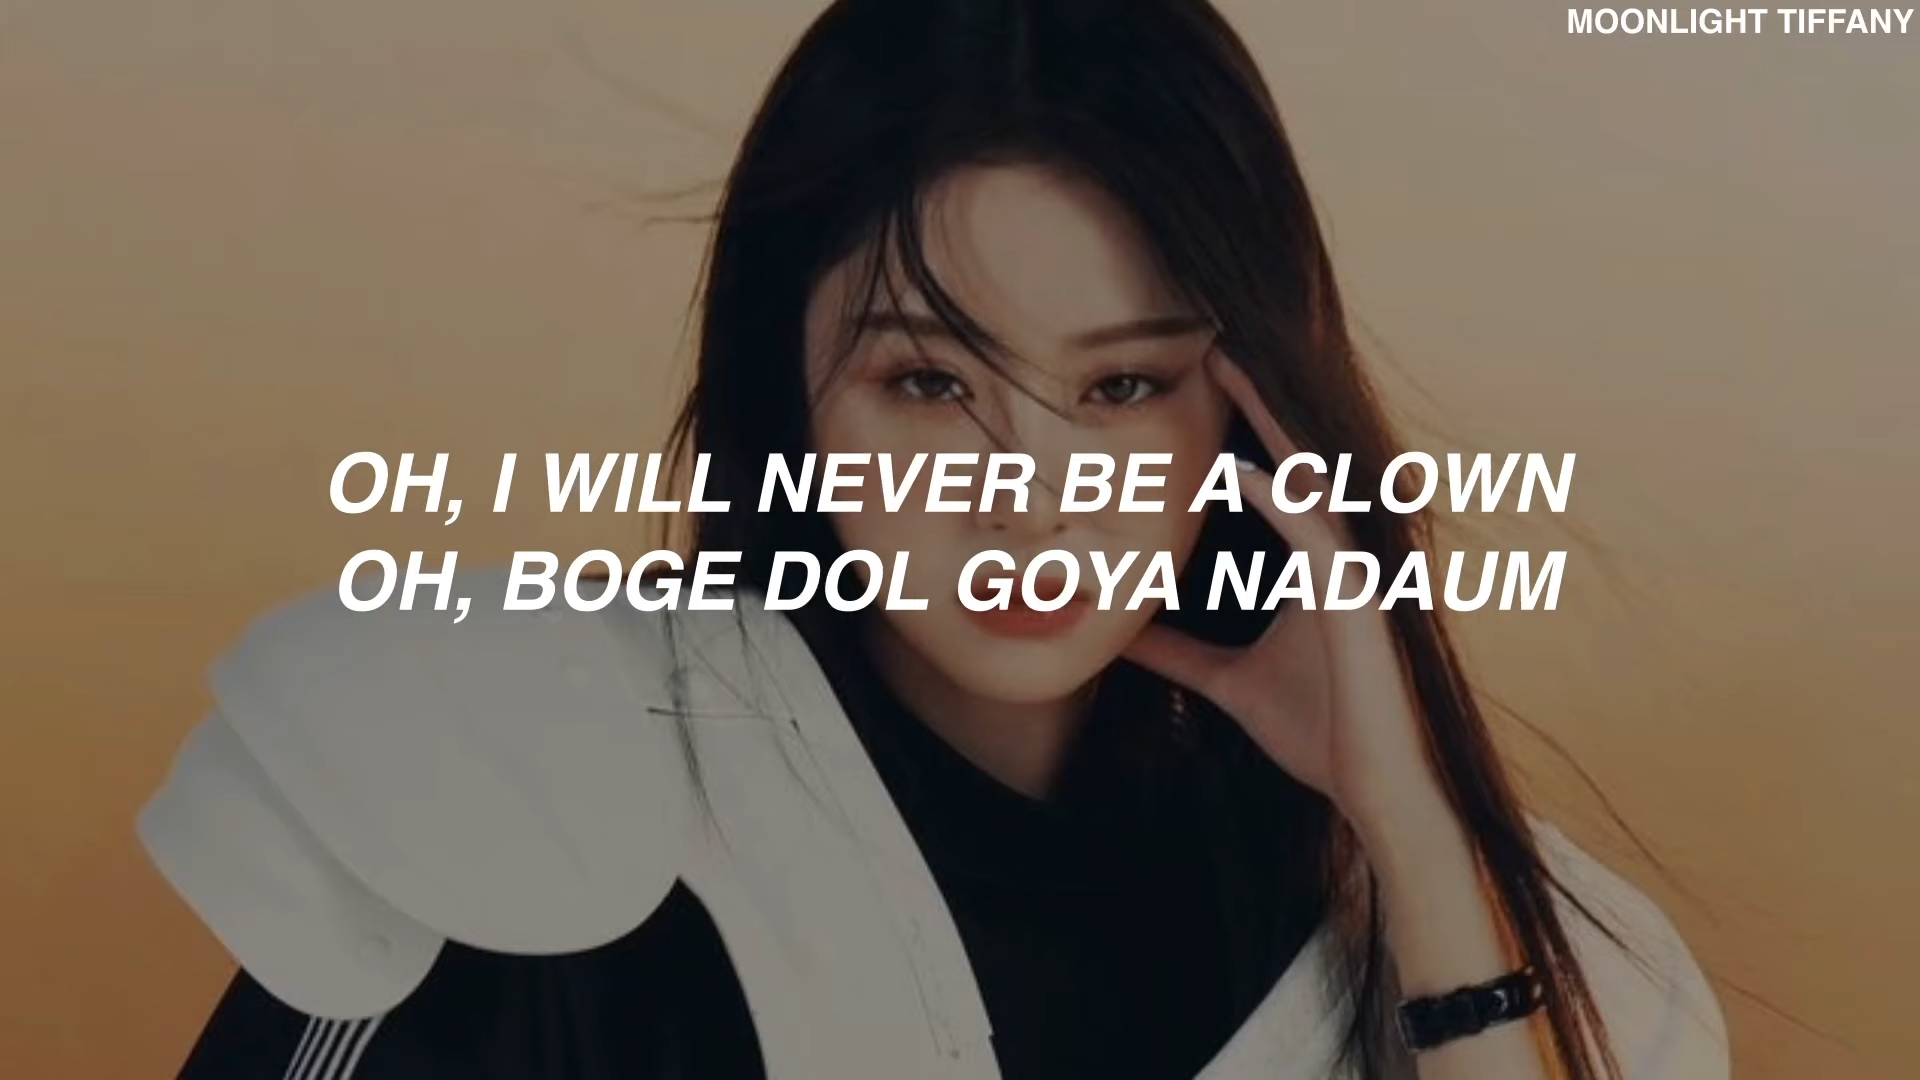 MOONLIGHT TIFFANY
OH, I WILL NEVER BE A CLOWN
OH, BOGE DOL GOYA NADAUM